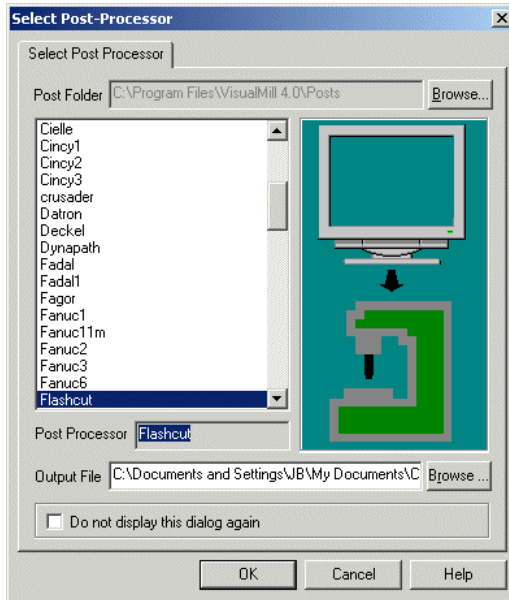 Select Post-Processor
Select Post Processor
Post Folder C:\Program Files\VisualMill 4.0\Posts Browse...
Cielle
Cincy1
Cincy2
Cincy3
crusader
Datron
Deckel
Dynapath
Fadal
Fadal1
Fagor
Fanuc1
Fanuc11m
Fanuc2
Fanuc3
Fanuc6
Flashcut
Post Processor Flashcut
Output File C:\Documents and Settings\JB\My Documents\C Browse ...
Do not display this dialog again
OK Cancel Help